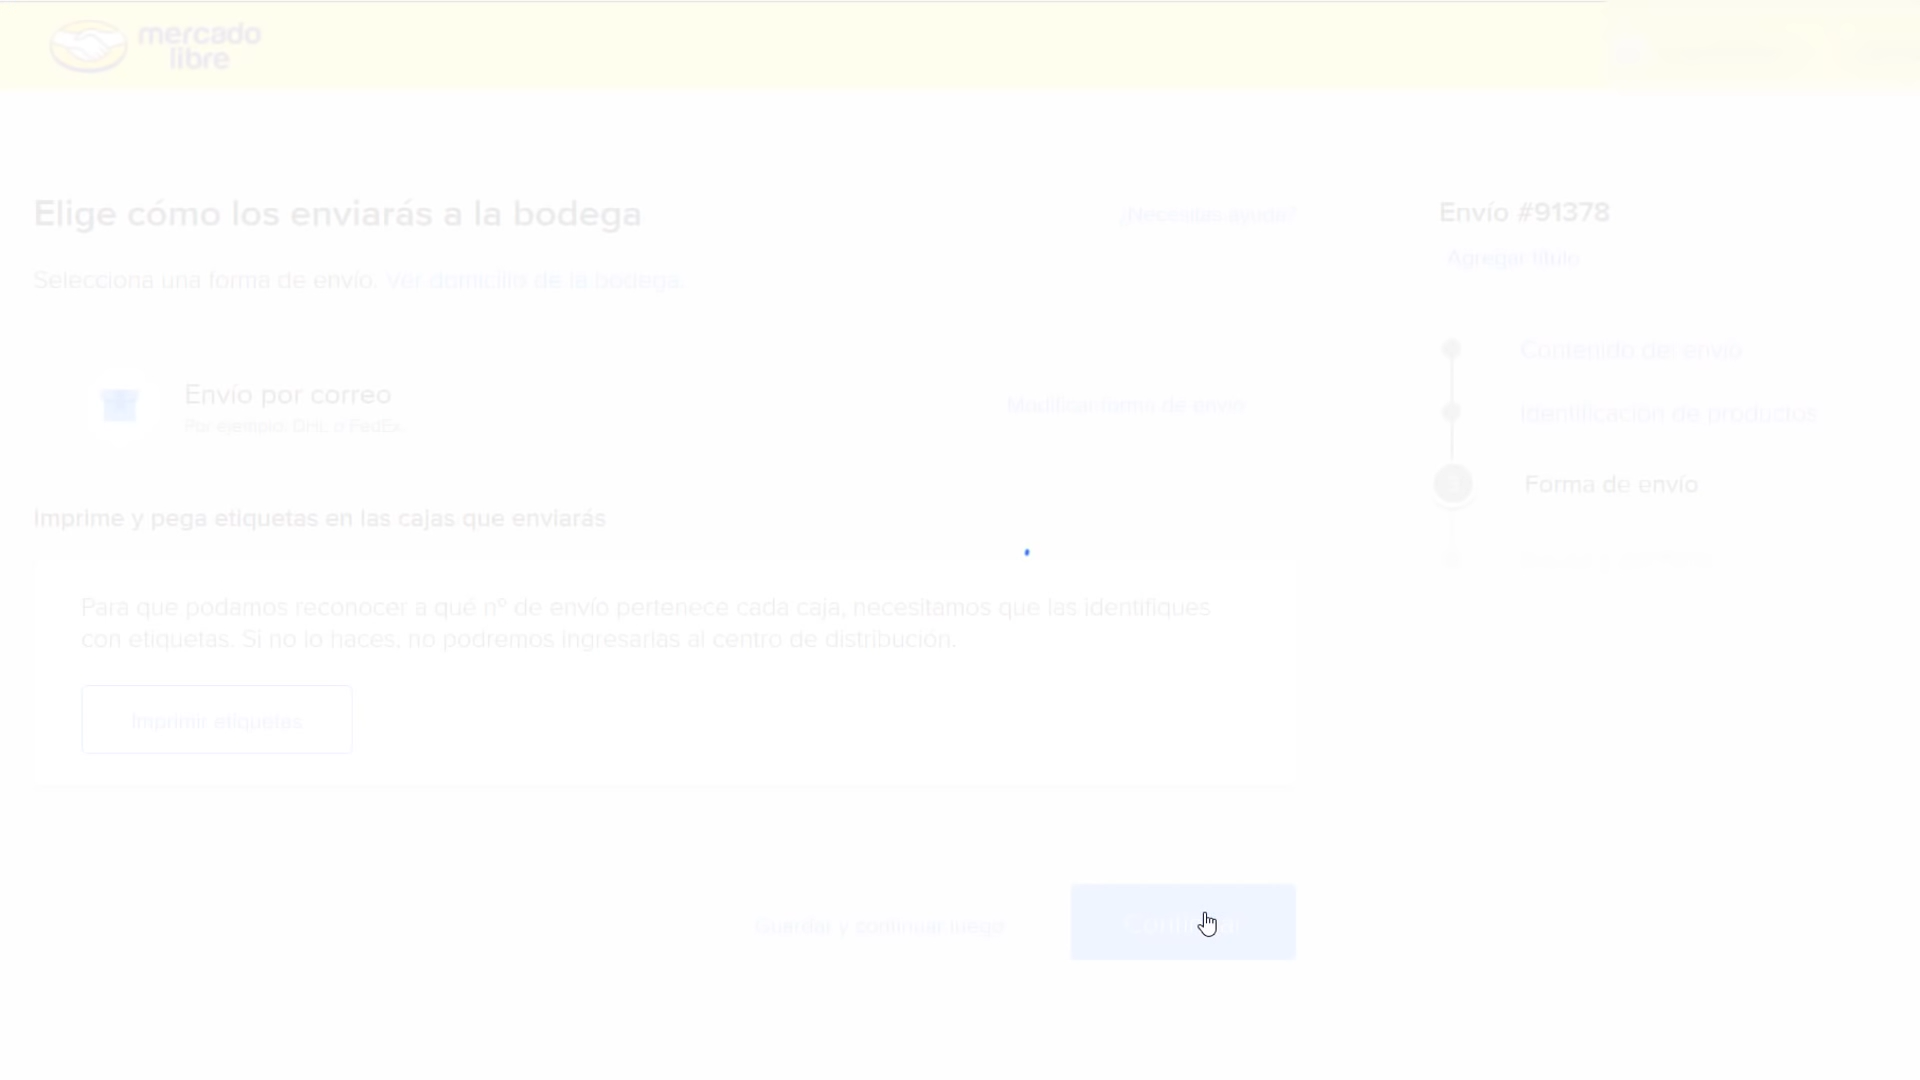 mercado
libre
Elige cómo los enviarás a la bodega
¿Necesitas ayuda?
Selecciona una forma de envío. Ver domicilio de la bodega.
Envío por correo
Por ejemplo: DHL o FedEx.
Modificar forma de envío
Imprime y pega etiquetas en las cajas que enviarás
Para que podamos reconocer a qué nº de envío pertenece cada caja, necesitamos que las identifiques
con etiquetas. Si no lo haces, no podremos ingresarlas al centro de distribución.
Imprimir etiquetas
Guardar y continuar luego
Continuar
Envío #91378
Agregar título
Contenido del envío
Identificación de productos
3
Forma de envío